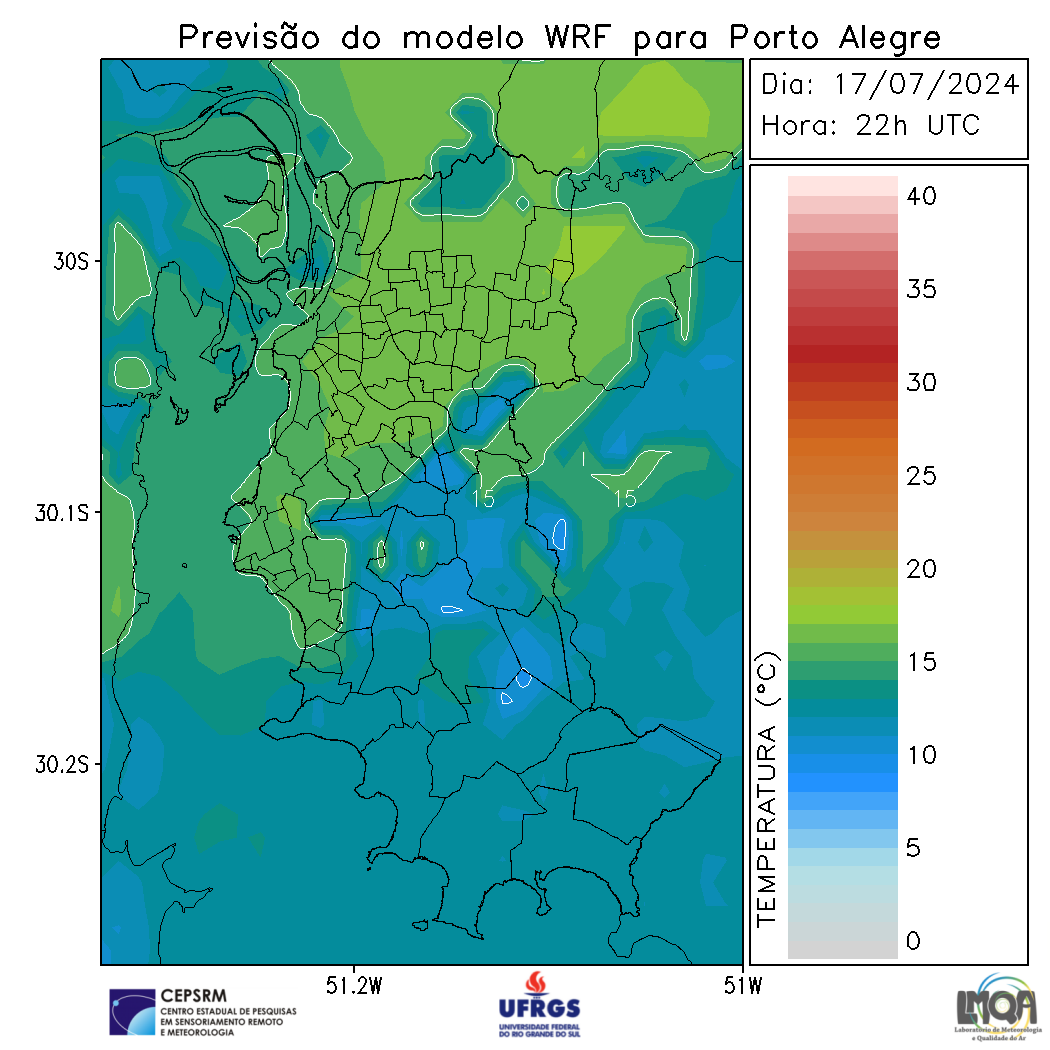 Previsão do modelo WRF para Porto Alegre
Dia: 17/07/2024
Hora: 22h UTC
40
35
30
25
20
15
10
5
0
TEMPERATURA (°C)
30S
30.1S
30.2S
15
15
51.2W
51W
CEPSRM
CENTRO ESTADUAL DE PESQUISAS
EM SENSORIAMENTO REMOTO
E METEOROLOGIA
UFRGS
UNIVERSIDADE FEDERAL
DO RIO GRANDE DO SUL
LMQA
Laboratório de Meteorologia
e Qualidade do Ar